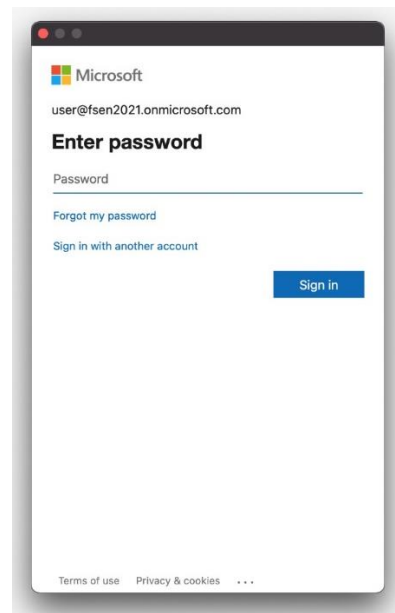 Microsoft
user@fsen2021.onmicrosoft.com
Enter password
Password
Forgot my password
Sign in with another account
Sign in
Terms of use Privacy & cookies ...